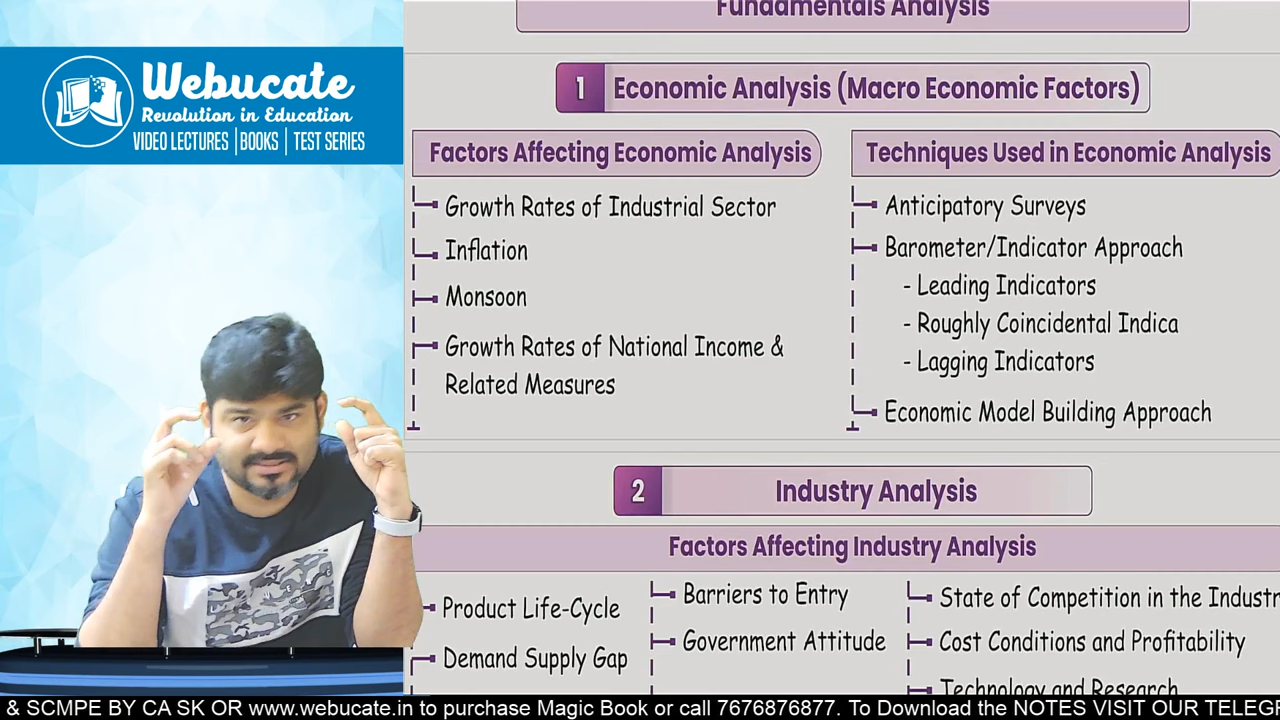 Webucate
Revolution in Education
VIDEO LECTURES | BOOKS | TEST SERIES
Fundamentals Analysis
1 Economic Analysis (Macro Economic Factors)
Factors Affecting Economic Analysis
Growth Rates of Industrial Sector
Inflation
Monsoon
Growth Rates of National Income &
Related Measures
Techniques Used in Economic Analysis
Anticipatory Surveys
Barometer/Indicator Approach
- Leading Indicators
- Roughly Coincidental Indica
- Lagging Indicators
Economic Model Building Approach
2 Industry Analysis
Factors Affecting Industry Analysis
Product Life-Cycle
Demand Supply Gap
Barriers to Entry
Government Attitude
State of Competition in the Industr
Cost Conditions and Profitability
Technology and Research
& SCMPE BY CA SK OR www.webucate.in to purchase Magic Book or call 7676876877. To Download the NOTES VISIT OUR TELEG